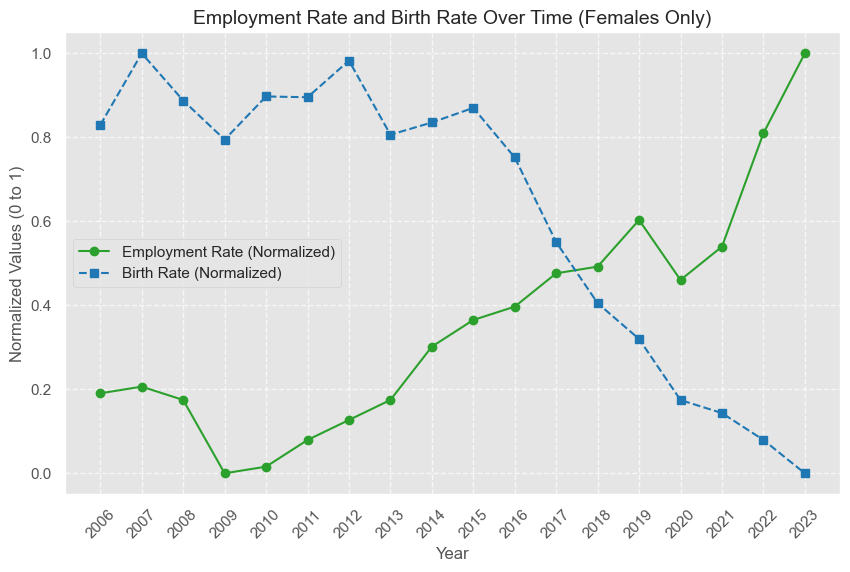 Employment Rate and Birth Rate Over Time (Females Only)
Normalized Values (0 to 1)
1.0
0.8
0.6
0.4
0.2
0.0
Employment Rate (Normalized)
Birth Rate (Normalized)
2006 2007 2008 2009 2010 2011 2012 2013 2014 2015 2016 2017 2018 2019 2020 2021 2022 2023
Year